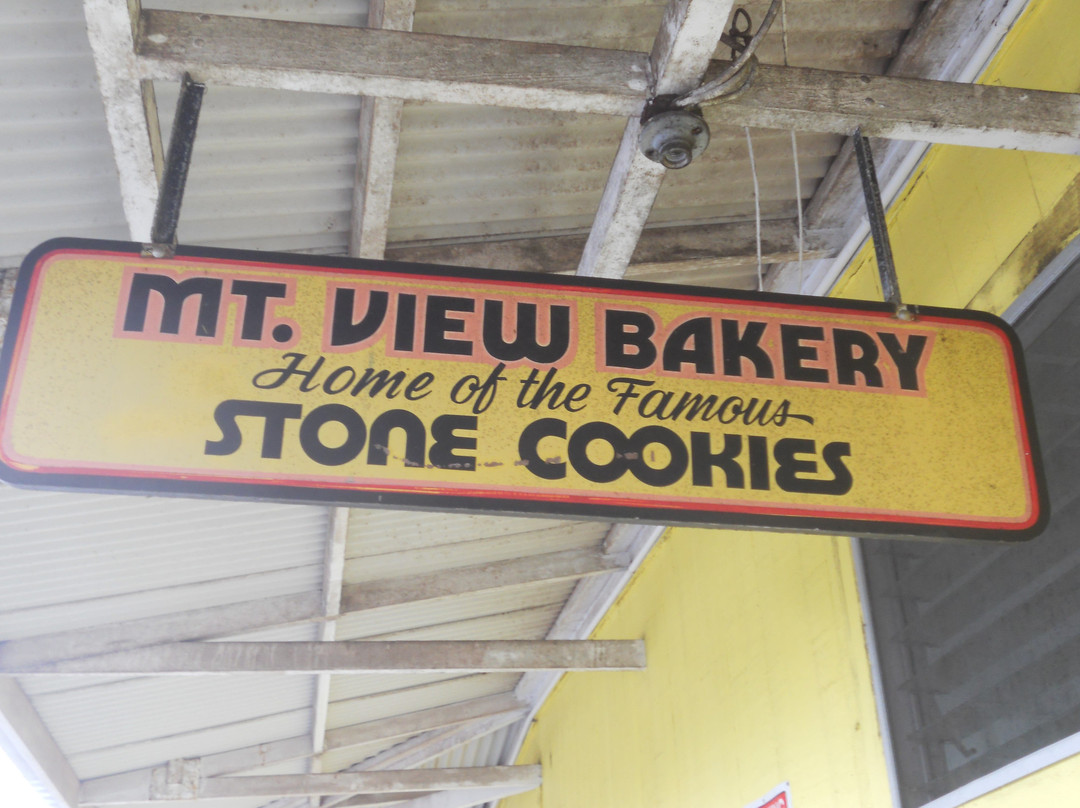 MT. VIEW BAKERY
Home of the Famous
STONE COOKIES